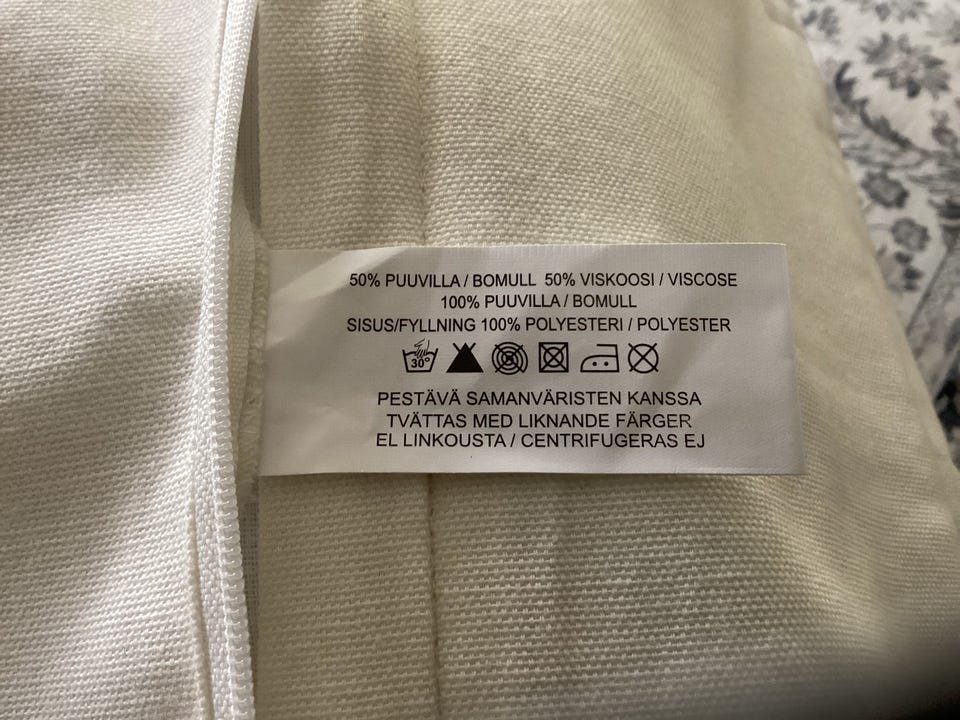 50% PUUVILLA / BOMULL 50% VISKOOSI / VISCOSE
100% PUUVILLA / BOMULL
SISUS/FYLLNING 100% POLYESTERI / POLYESTER
30°
PESTÄVÄ SAMANVÄRISTEN KANSSA
TVÄTTAS MED LIKNANDE FÄRGER
EL LINKOUSTA / CENTRIFUGERAS EJ